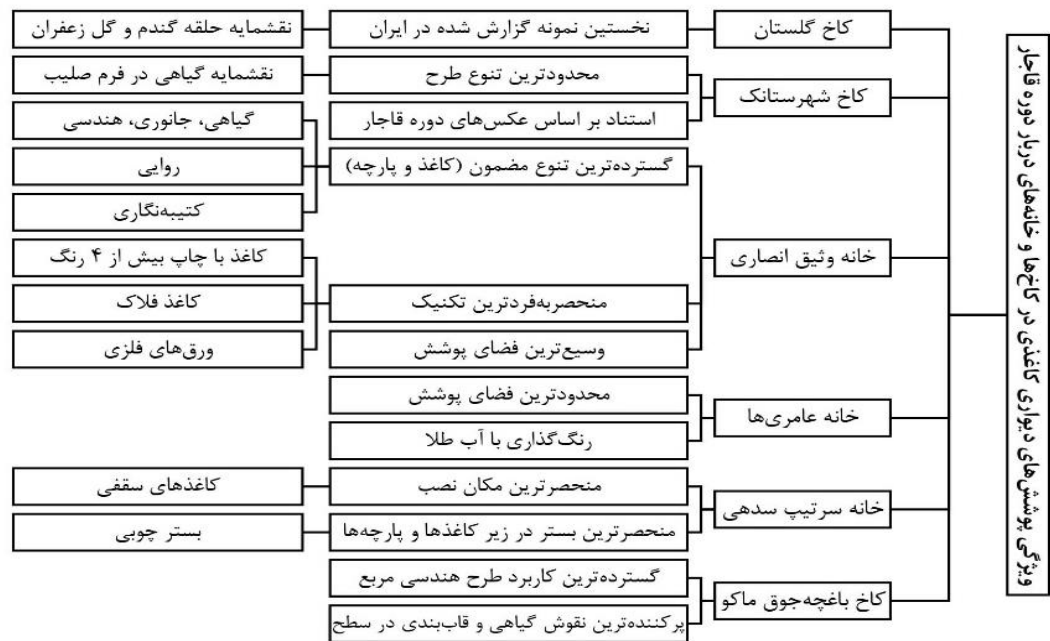 ویژگی پوشش‌های دیواری کاغذی در کاخ‌ها و خانه‌های دربار دوره قاجار
کاخ گلستان
نخستین نمونه گزارش شده در ایران
نقشمایه حلقه گندم و گل زعفران
کاخ شهرستانک
محدودترین تنوع طرح
نقشمایه گیاهی در فرم صلیب
استناد بر اساس عکس‌های دوره قاجار
خانه وثیق انصاری
گسترده‌ترین تنوع مضمون (کاغذ و پارچه)
گیاهی، جانوری، هندسی
روایی
کتیبه‌نگاری
منحصربه‌فردترین تکنیک
کاغذ با چاپ بیش از ۴ رنگ
کاغذ فلاک
ورق‌های فلزی
وسیع‌ترین فضای پوشش
خانه عامری‌ها
محدودترین فضای پوشش
رنگ‌گذاری با آب طلا
خانه سرتیپ سدهی
منحصرترین مکان نصب
کاغذهای سقفی
منحصرترین بستر در زیر کاغذها و پارچه‌ها
بستر چوبی
کاخ باغچه‌جوق ماکو
گسترده‌ترین کاربرد طرح هندسی مربع
پرکننده‌ترین نقوش گیاهی و قاب‌بندی در سطح